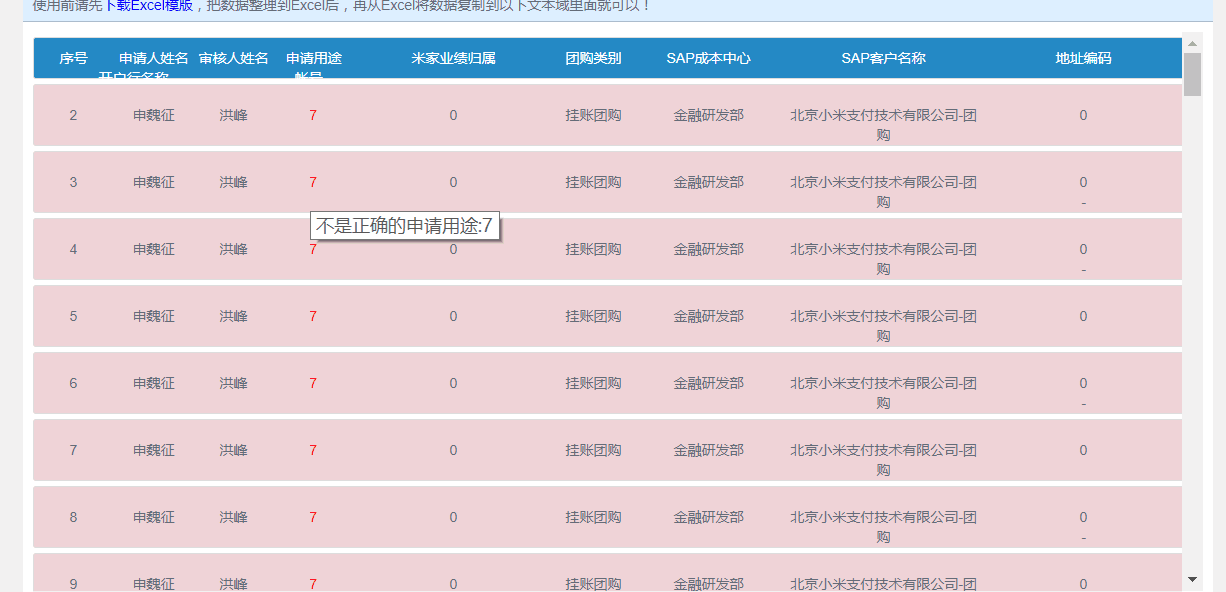 使用前请先下载Excel模版，把数据整理到Excel后，再从Excel将数据复制到以下文本域里面就可以！
序号 申请人姓名 审核人姓名 申请用途 米家业绩归属 团购类别 SAP成本中心 SAP客户名称 地址编码
开户行名称 帐号
2 申魏征 洪峰 7 0 挂账团购 金融研发部 北京小米支付技术有限公司-团 0
购
3 申魏征 洪峰 7 0 挂账团购 金融研发部 北京小米支付技术有限公司-团 0
购 -
不是正确的申请用途:7
4 申魏征 洪峰 7 0 挂账团购 金融研发部 北京小米支付技术有限公司-团 0
购 -
5 申魏征 洪峰 7 0 挂账团购 金融研发部 北京小米支付技术有限公司-团 0
购
6 申魏征 洪峰 7 0 挂账团购 金融研发部 北京小米支付技术有限公司-团 0
购 -
7 申魏征 洪峰 7 0 挂账团购 金融研发部 北京小米支付技术有限公司-团 0
购
8 申魏征 洪峰 7 0 挂账团购 金融研发部 北京小米支付技术有限公司-团 0
购 -
9 申魏征 洪峰 7 0 挂账团购 金融研发部 北京小米支付技术有限公司-团 0